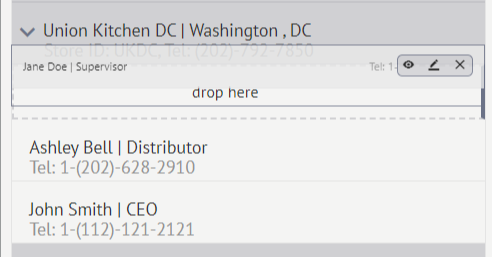 Union Kitchen DC | Washington , DC
Store ID: UKDC, Tel: (202)-792-7850
Jane Doe | Supervisor
Tel: 1-
drop here
Ashley Bell | Distributor
Tel: 1-(202)-628-2910
John Smith | CEO
Tel: 1-(112)-121-2121